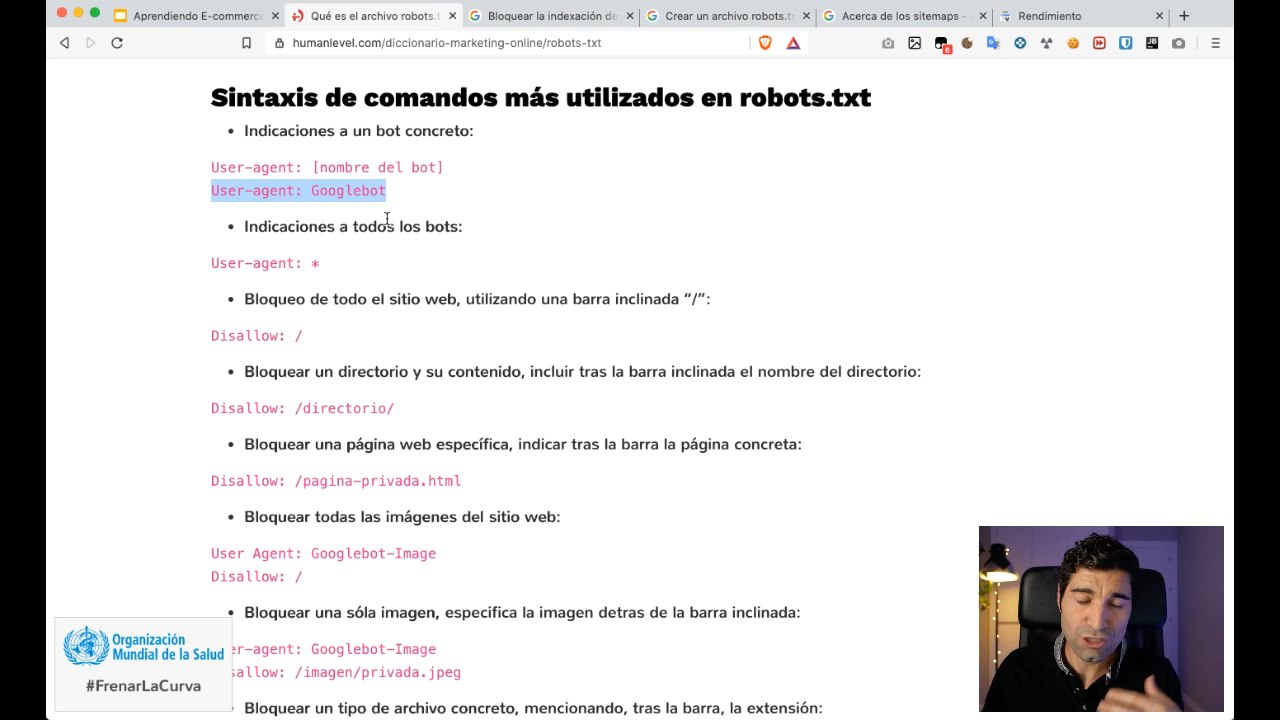 Aprendiendo E-commerce
Qué es el archivo robots.t
Bloquear la indexación de
Crear un archivo robots.tx
Acerca de los sitemaps -
Rendimiento
humanlevel.com/diccionario-marketing-online/robots-txt
6
JB
Sintaxis de comandos más utilizados en robots.txt
• Indicaciones a un bot concreto:
User-agent: [nombre del bot]
User-agent: Googlebot
• Indicaciones a todos los bots:
User-agent: *
• Bloqueo de todo el sitio web, utilizando una barra inclinada “/”:
Disallow: /
• Bloquear un directorio y su contenido, incluir tras la barra inclinada el nombre del directorio:
Disallow: /directorio/
• Bloquear una página web específica, indicar tras la barra la página concreta:
Disallow: /pagina-privada.html
• Bloquear todas las imágenes del sitio web:
User Agent: Googlebot-Image
Disallow: /
• Bloquear una sóla imagen, especifica la imagen detras de la barra inclinada:
er-agent: Googlebot-Image
sallow: /imagen/privada.jpeg
• Bloquear un tipo de archivo concreto, mencionando, tras la barra, la extensión:
Organización
Mundial de la Salud
#FrenarLaCurva